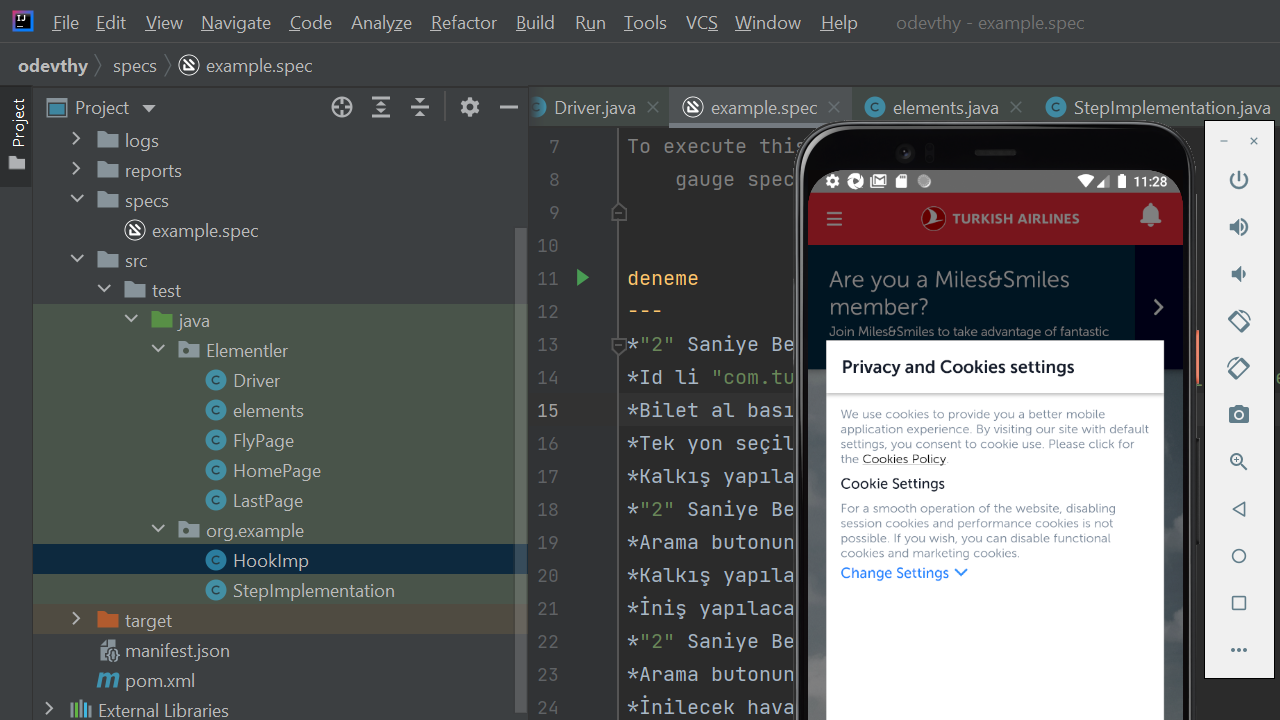 File Edit View Navigate Code Analyze Refactor Build Run Tools VCS Window Help odevthy - example.spec
odevthy specs example.spec
Project
Project
logs
reports
specs
example.spec
src
test
java
Elementler
Driver
elements
FlyPage
HomePage
LastPage
org.example
HookImp
StepImplementation
target
manifest.json
pom.xml
External Libraries
Driver.java example.spec elements.java StepImplementation.java
7 To execute this
8 gauge spec
9
10
11 deneme
12 ---
13 *"2" Saniye Be
14 *Id li "com.tu
15 *Bilet al bası
16 *Tek yon seçil
17 *Kalkış yapıla
18 *"2" Saniye Be
19 *Arama butonun
20 *Kalkış yapıla
21 *İniş yapılaca
22 *"2" Saniye Be
23 *Arama butonun
24 *İnilecek hava
11:28
TURKISH AIRLINES
Are you a Miles&Smiles
member?
Join Miles&Smiles to take advantage of fantastic
Privacy and Cookies settings
We use cookies to provide you a better mobile
application experience. By visiting our site with default
settings, you consent to cookie use. Please click for
the Cookies Policy.
Cookie Settings
For a smooth operation of the website, disabling
session cookies and performance cookies is not
possible. If you wish, you can disable functional
cookies and marketing cookies.
Change Settings